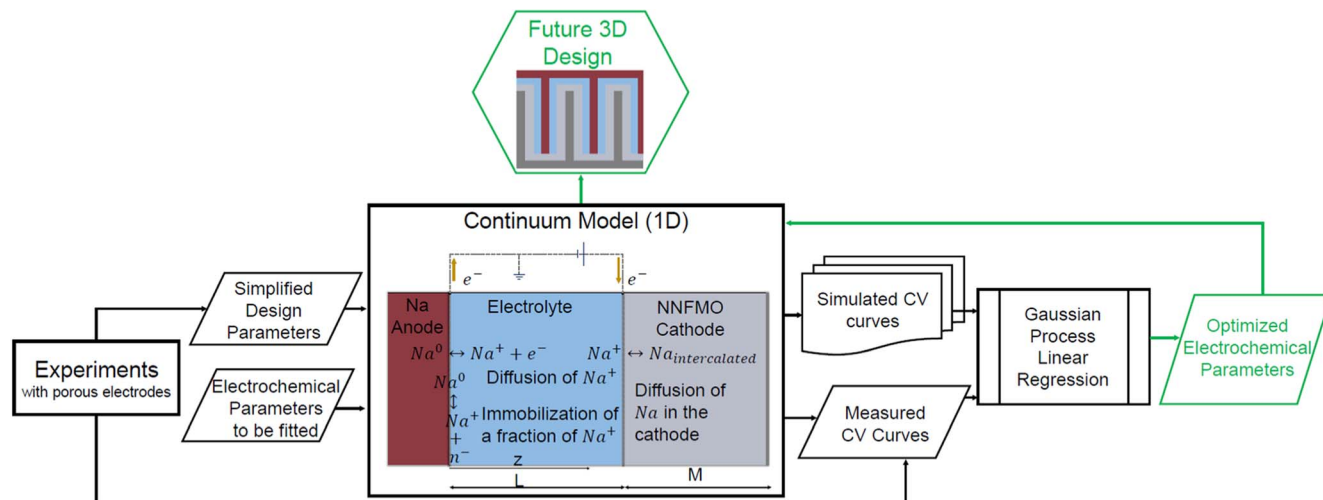 Future 3D
Design
Continuum Model (1D)
e⁻
e⁻
Simplified
Design
Parameters
Na
Anode
Electrolyte
NNFMO
Cathode
Simulated CV
curves
Gaussian
Process
Linear
Regression
Optimized
Electrochemical
Parameters
Experiments
with porous electrodes
Na⁰ ↔ Na⁺ + e⁻
Na⁺ ↔ Na_intercalated
Na⁰
↕
Na⁺
+
n⁻
Diffusion of Na⁺
Immobilization of
a fraction of Na⁺
Diffusion of
Na in the
cathode
Electrochemical
Parameters
to be fitted
Measured
CV Curves
z
L
M